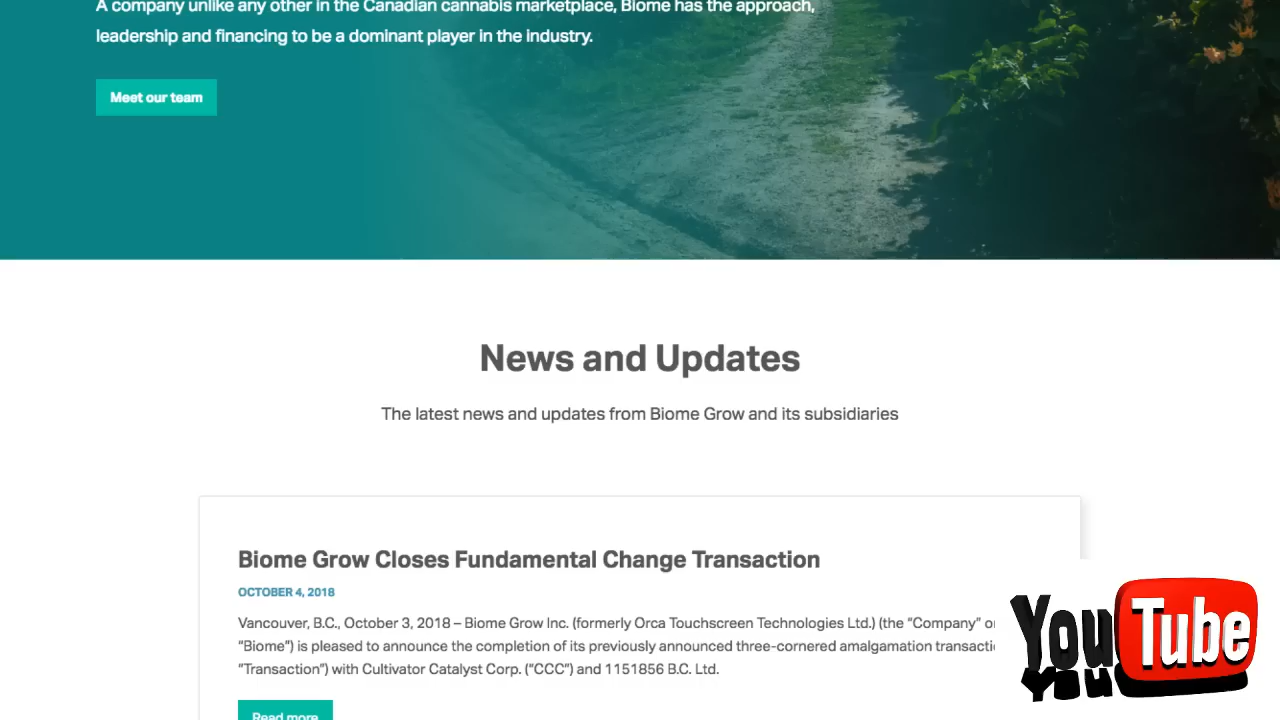 A company unlike any other in the Canadian cannabis marketplace, Biome has the approach,
leadership and financing to be a dominant player in the industry.
Meet our team
News and Updates
The latest news and updates from Biome Grow and its subsidiaries
Biome Grow Closes Fundamental Change Transaction
OCTOBER 4, 2018
Vancouver, B.C., October 3, 2018 – Biome Grow Inc. (formerly Orca Touchscreen Technologies Ltd.) (the “Company”
“Biome”) is pleased to announce the completion of its previously announced three-cornered amalgamation
“Transaction”) with Cultivator Catalyst Corp. (“CCC”) and 1151856 B.C. Ltd.
Read more
YouTube